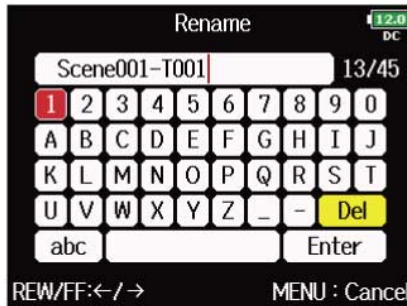 Rename 12.0
DC
Scene001-T001 13/45
1 2 3 4 5 6 7 8 9 0
A B C D E F G H I J
K L M N O P Q R S T
U V W X Y Z _ - Del
abc Enter
REW/FF:←/→ MENU : Cancel